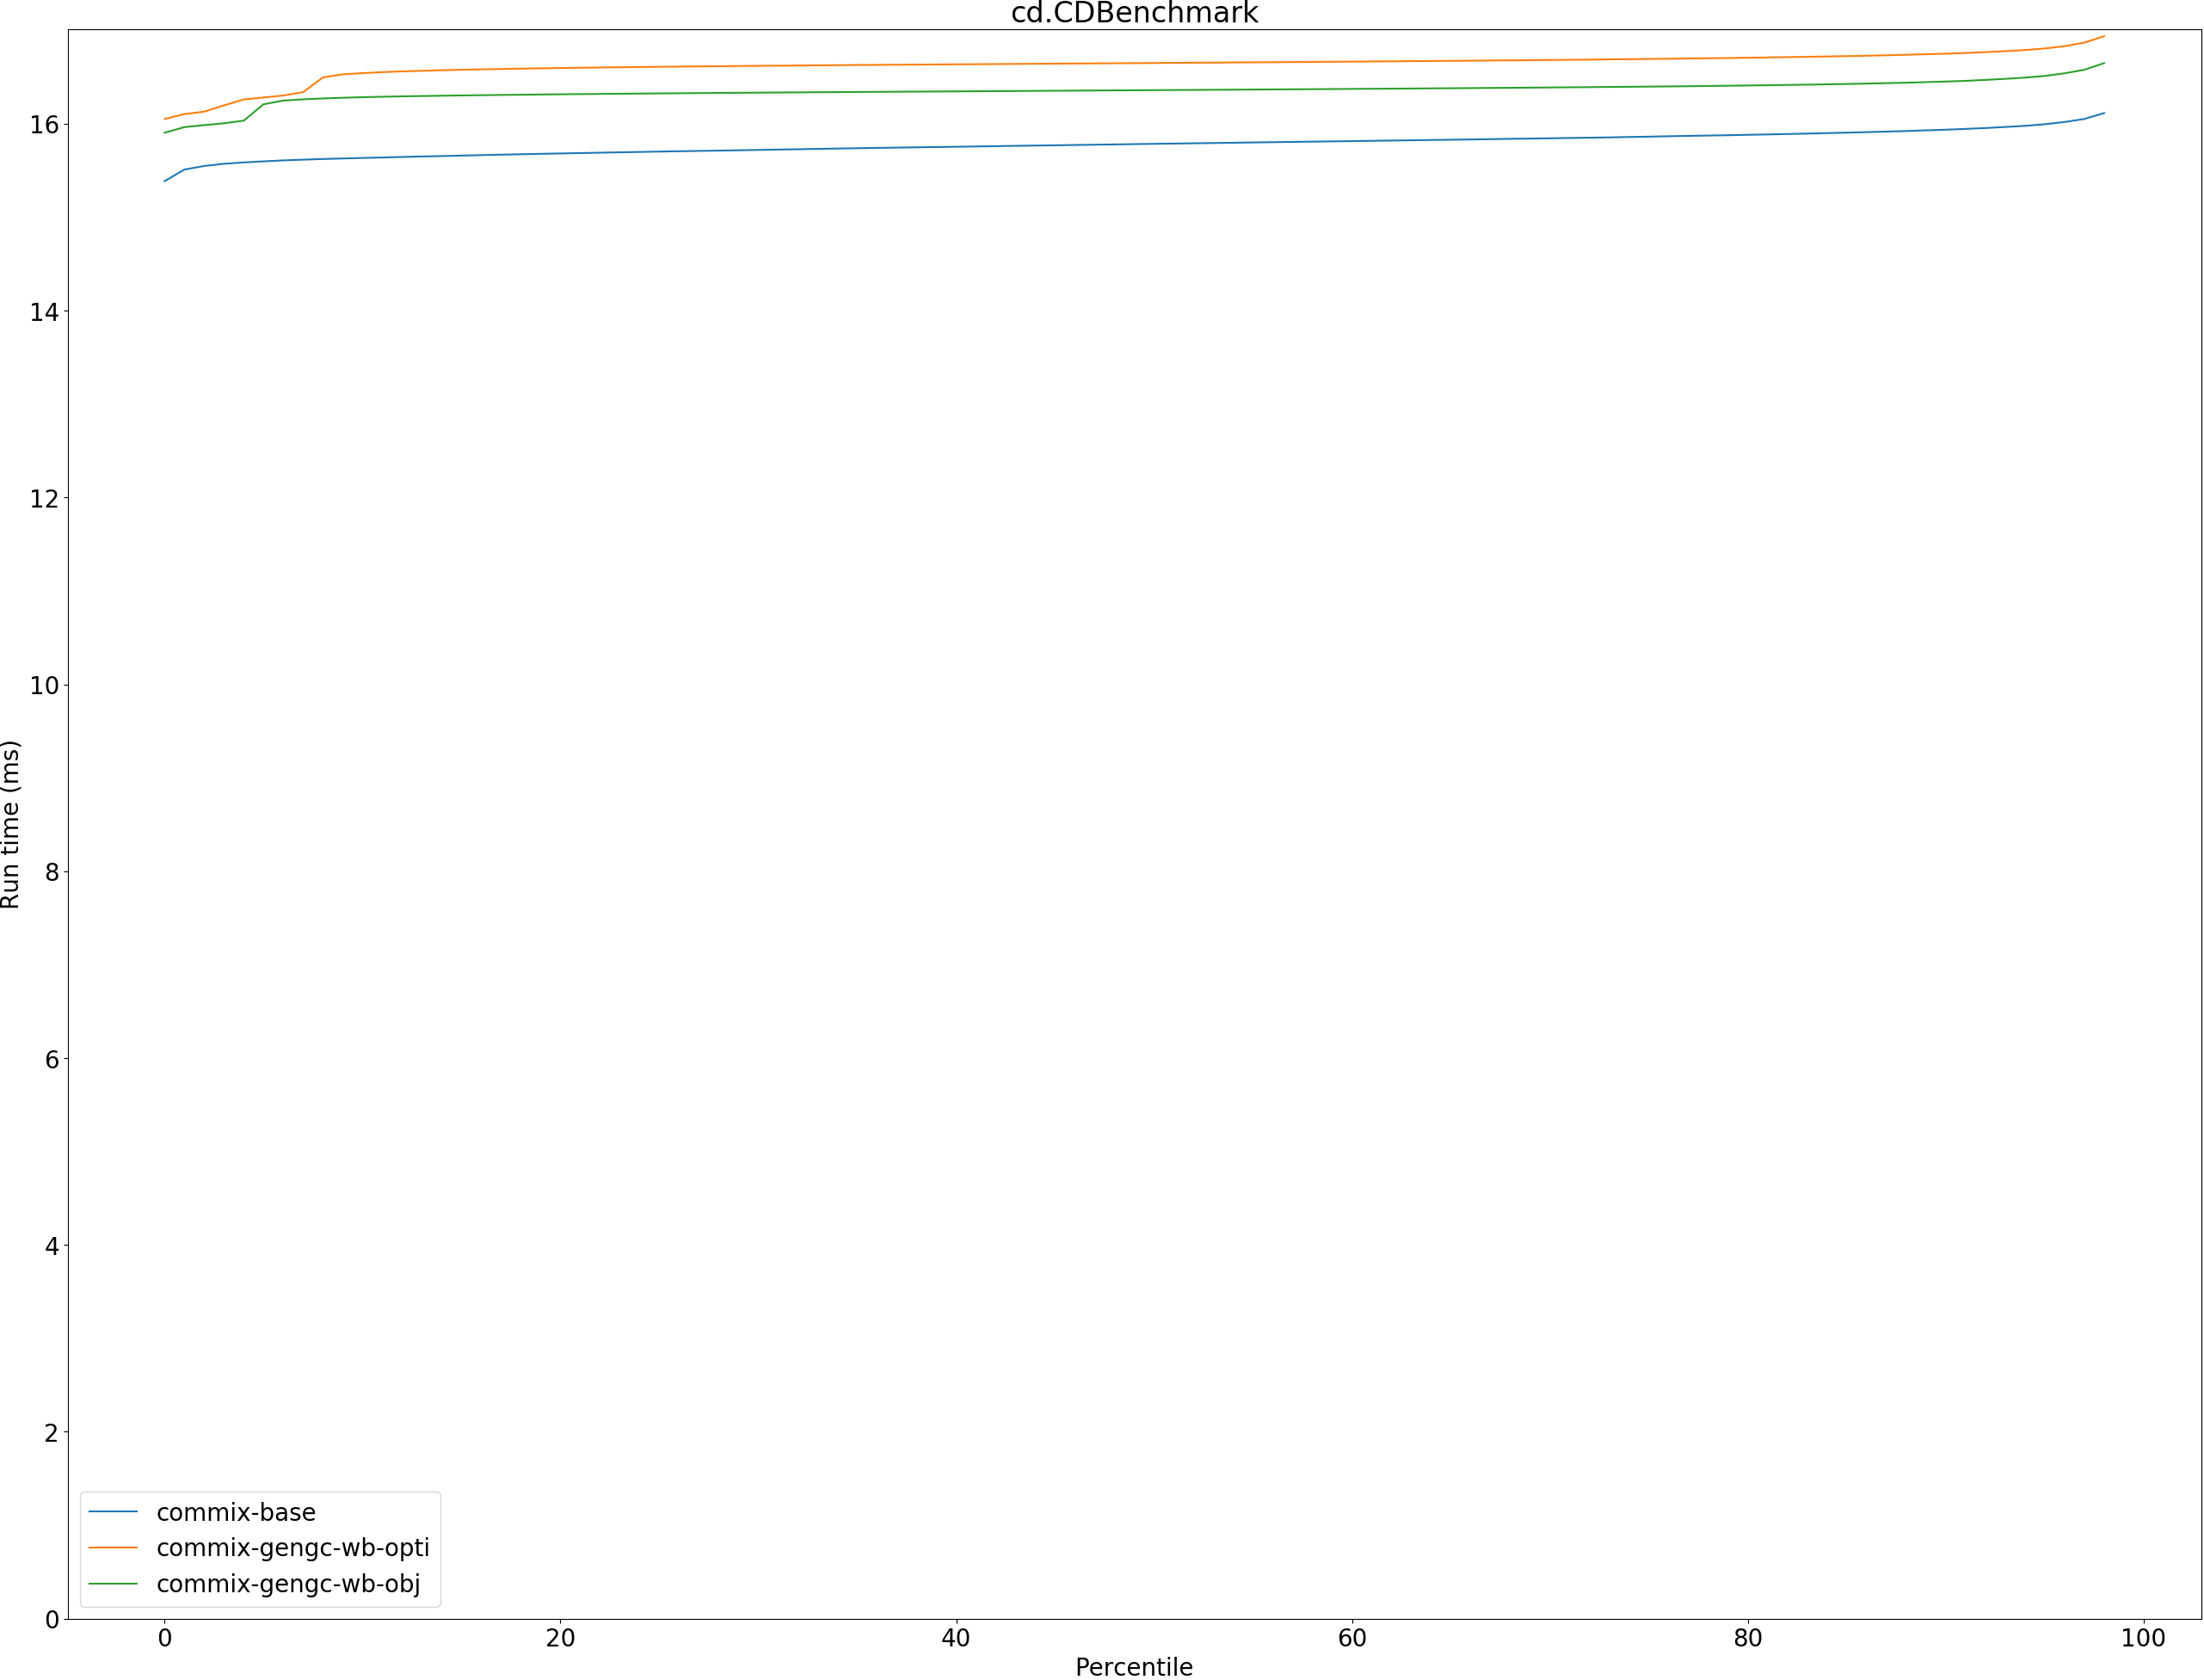 cd.CDBenchmark
Run time (ms)
16
14
12
10
8
6
4
2
0
commix-base
commix-gengc-wb-opti
commix-gengc-wb-obj
0 20 40 60 80 100
Percentile